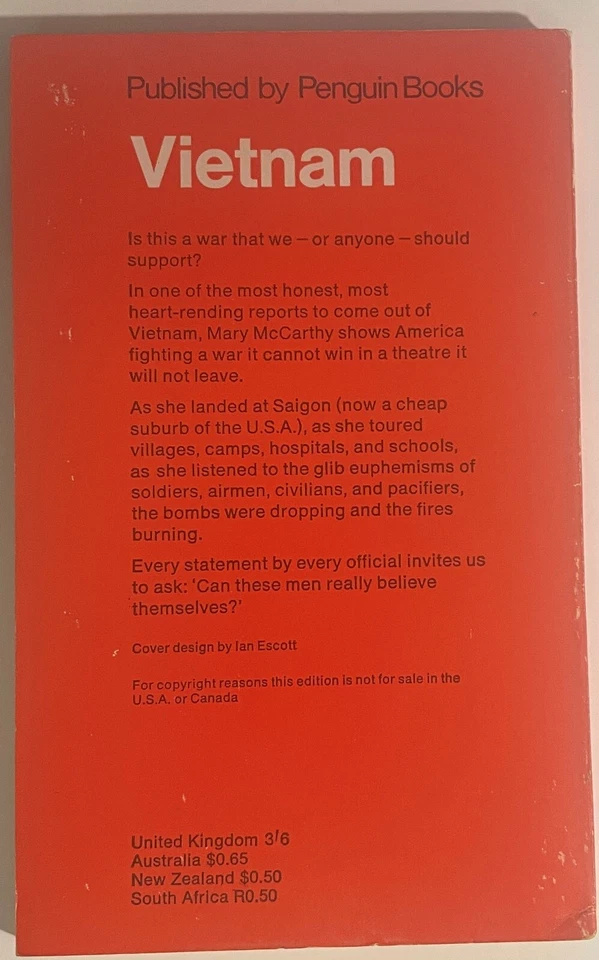 Published by Penguin Books
Vietnam
Is this a war that we – or anyone – should
support?
In one of the most honest, most
heart-rending reports to come out of
Vietnam, Mary McCarthy shows America
fighting a war it cannot win in a theatre it
will not leave.
As she landed at Saigon (now a cheap
suburb of the U.S.A.), as she toured
villages, camps, hospitals, and schools,
as she listened to the glib euphemisms of
soldiers, airmen, civilians, and pacifiers,
the bombs were dropping and the fires
burning.
Every statement by every official invites us
to ask: ‘Can these men really believe
themselves?’
Cover design by Ian Escott
For copyright reasons this edition is not for sale in the
U.S.A. or Canada
United Kingdom 3/6
Australia $0.65
New Zealand $0.50
South Africa R0.50